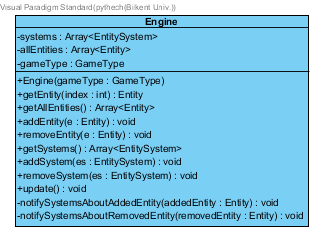 Visual Paradigm Standard(pythech(Bilkent Univ.))
Engine
-systems : Array<EntitySystem>
-allEntities : Array<Entity>
-gameType : GameType
+Engine(gameType : GameType)
+getEntity(index : int) : Entity
+getAllEntities() : Array<Entity>
+addEntity(e : Entity) : void
+removeEntity(e : Entity) : void
+getSystems() : Array<EntitySystem>
+addSystem(es : EntitySystem) : void
+removeSystem(es : EntitySystem) : void
+update() : void
-notifySystemsAboutAddedEntity(addedEntity : Entity) : void
-notifySystemsAboutRemovedEntity(removedEntity : Entity) : void